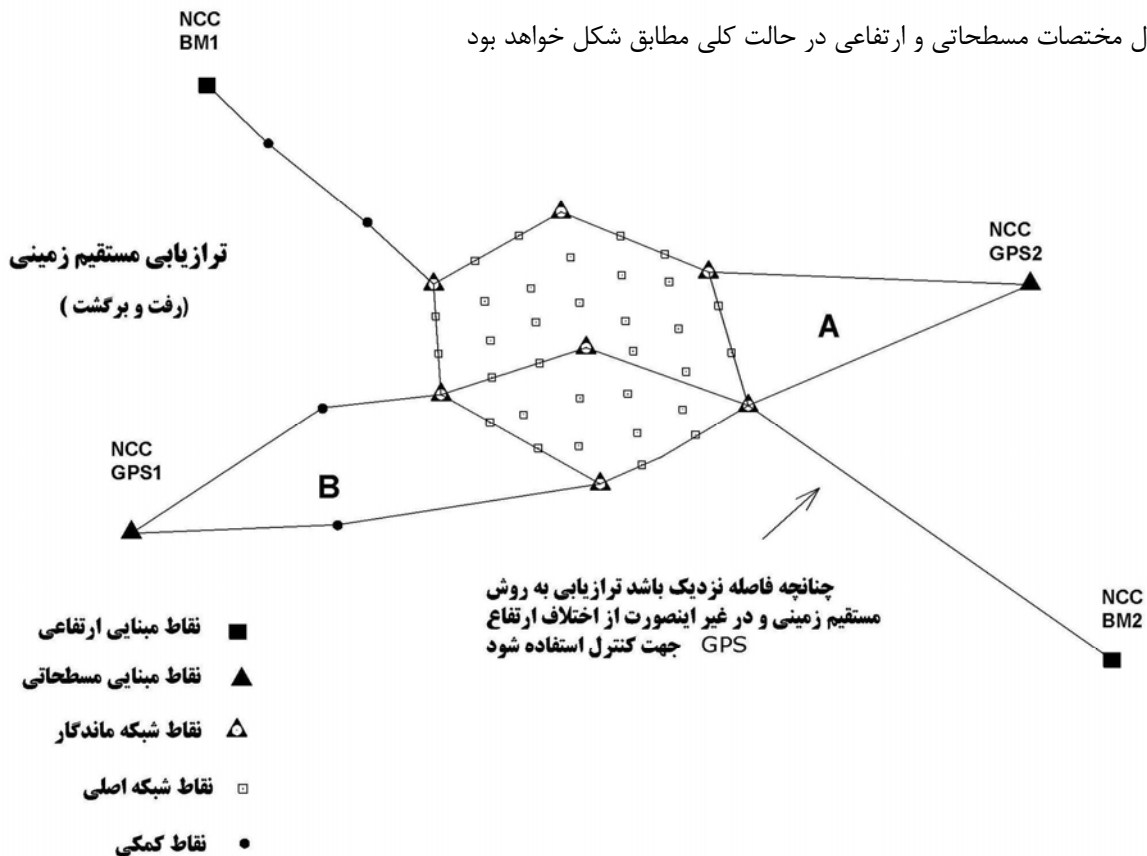 NCC
BM1
ل مختصات مسطحاتی و ارتفاعی در حالت کلی مطابق شکل خواهد بود
NCC
GPS2
ترازیابی مستقیم زمینی
(رفت و برگشت )
A
NCC
GPS1
B
چنانچه فاصله نزدیک باشد ترازیابی به روش
مستقیم زمینی و در غیر اینصورت از اختلاف ارتفاع
GPS جهت کنترل استفاده شود
NCC
BM2
نقاط مبنایی ارتفاعی
نقاط مبنایی مسطحاتی
نقاط شبکه ماندگار
نقاط شبکه اصلی
نقاط کمکی